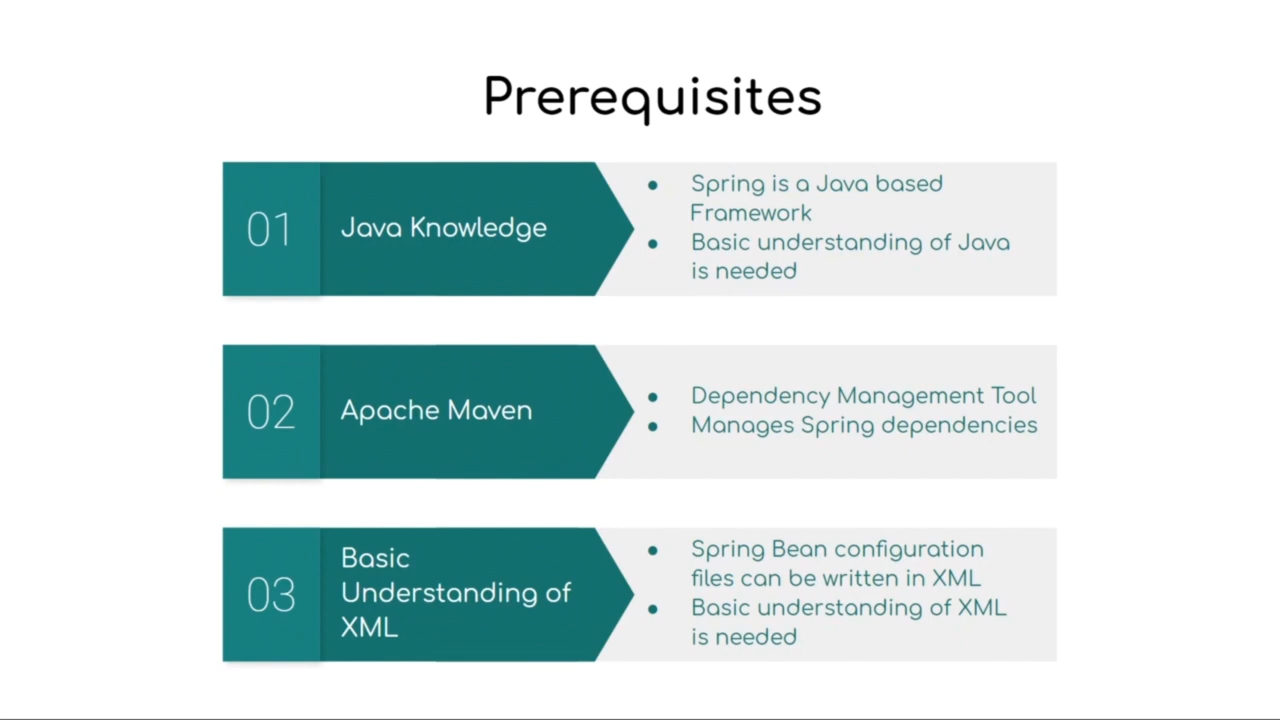 Prerequisites
01
Java Knowledge
● Spring is a Java based
Framework
● Basic understanding of Java
is needed
02
Apache Maven
● Dependency Management Tool
● Manages Spring dependencies
03
Basic
Understanding of
XML
● Spring Bean configuration
files can be written in XML
● Basic understanding of XML
is needed